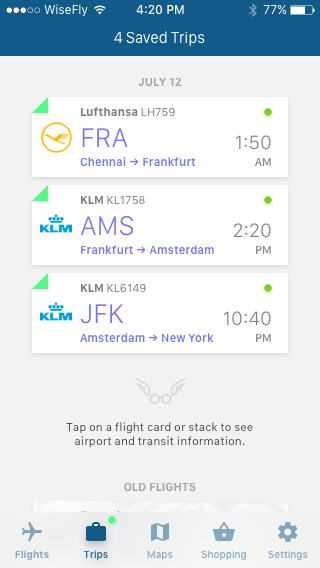 WiseFly 4:20 PM 77%
4 Saved Trips
JULY 12
Lufthansa LH759
FRA 1:50
Chennai → Frankfurt AM
KLM KL1758
KLM AMS 2:20
Frankfurt → Amsterdam PM
KLM KL6149
KLM JFK 10:40
Amsterdam → New York PM
Tap on a flight card or stack to see
airport and transit information.
OLD FLIGHTS
Flights Trips Maps Shopping Settings